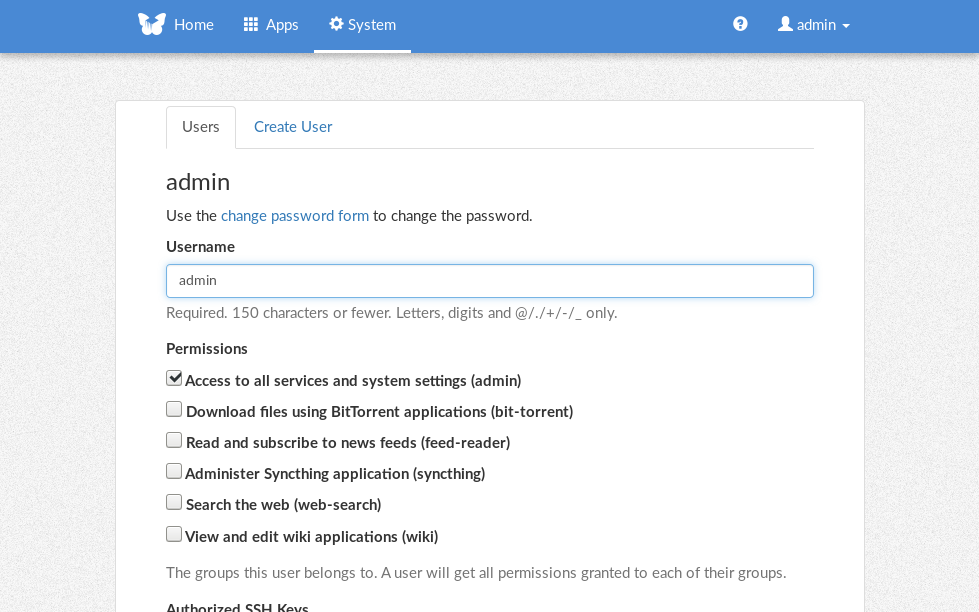 Home Apps System admin
Users Create User
admin
Use the change password form to change the password.
Username
admin
Required. 150 characters or fewer. Letters, digits and @/./+/-/_ only.
Permissions
Access to all services and system settings (admin)
Download files using BitTorrent applications (bit-torrent)
Read and subscribe to news feeds (feed-reader)
Administer Syncthing application (syncthing)
Search the web (web-search)
View and edit wiki applications (wiki)
The groups this user belongs to. A user will get all permissions granted to each of their groups.
Authorized SSH Keys